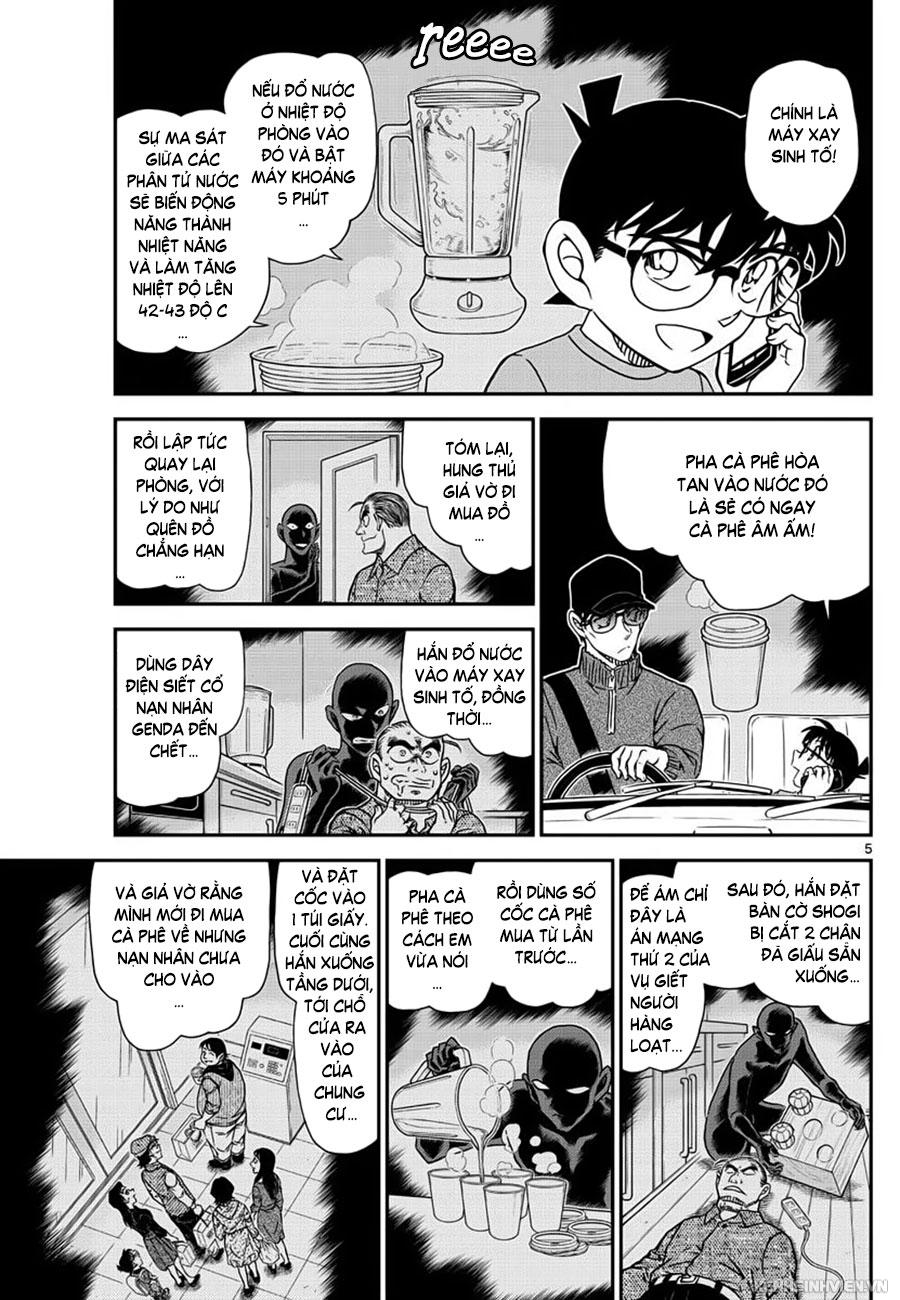 reeee
CHÍNH LÀ
MÁY XAY
SINH TỐ!
NẾU ĐỔ NƯỚC
Ở NHIỆT ĐỘ
PHÒNG VÀO
ĐÓ VÀ BẬT
MÁY KHOẢNG
5 PHÚT
...
SỰ MA SÁT
GIỮA CÁC
PHÂN TỬ NƯỚC
SẼ BIẾN ĐỘNG
NĂNG THÀNH
NHIỆT NĂNG
VÀ LÀM TĂNG
NHIỆT ĐỘ LÊN
42-43 ĐỘ C
...
PHA CÀ PHÊ HÒA
TAN VÀO NƯỚC ĐÓ
LÀ SẼ CÓ NGAY
CÀ PHÊ ÂM ẤM!
TÓM LẠI,
HUNG THỦ
GIẢ VỜ ĐI
MUA ĐỒ
...
RỒI LẬP TỨC
QUAY LẠI
PHÒNG, VỚI
LÝ DO NHƯ
QUÊN ĐỒ
CHẲNG HẠN
...
HẮN ĐỔ NƯỚC
VÀO MÁY XAY
SINH TỐ, ĐỒNG
THỜI...
DÙNG DÂY
ĐIỆN SIẾT CỔ
NẠN NHÂN
GENDA ĐẾN
CHẾT...
5
SAU ĐÓ, HẮN ĐẶT
BÀN CỜ SHOGI
BỊ CẮT 2 CHÂN
ĐÃ GIẤU SẴN
XUỐNG...
ĐỂ ÁM CHỈ
ĐÂY LÀ
ÁN MẠNG
THỨ 2 CỦA
VỤ GIẾT
NGƯỜI
HÀNG
LOẠT...
RỒI DÙNG SỐ
CỐC CÀ PHÊ
MUA TỪ LẦN
TRƯỚC...
PHA CÀ
PHÊ THEO
CÁCH EM
VỪA NÓI
...
VÀ ĐẶT
CỐC VÀO
1 TÚI GIẤY.
CUỐI CÙNG
HẮN XUỐNG
TẦNG DƯỚI,
TỚI CHỖ
CỬA RA
VÀO
CỦA
CHUNG
CƯ...
VÀ GIẢ VỜ RẰNG
MÌNH MỚI ĐI MUA
CÀ PHÊ VỀ NHƯNG
NẠN NHÂN CHƯA
CHO VÀO
...